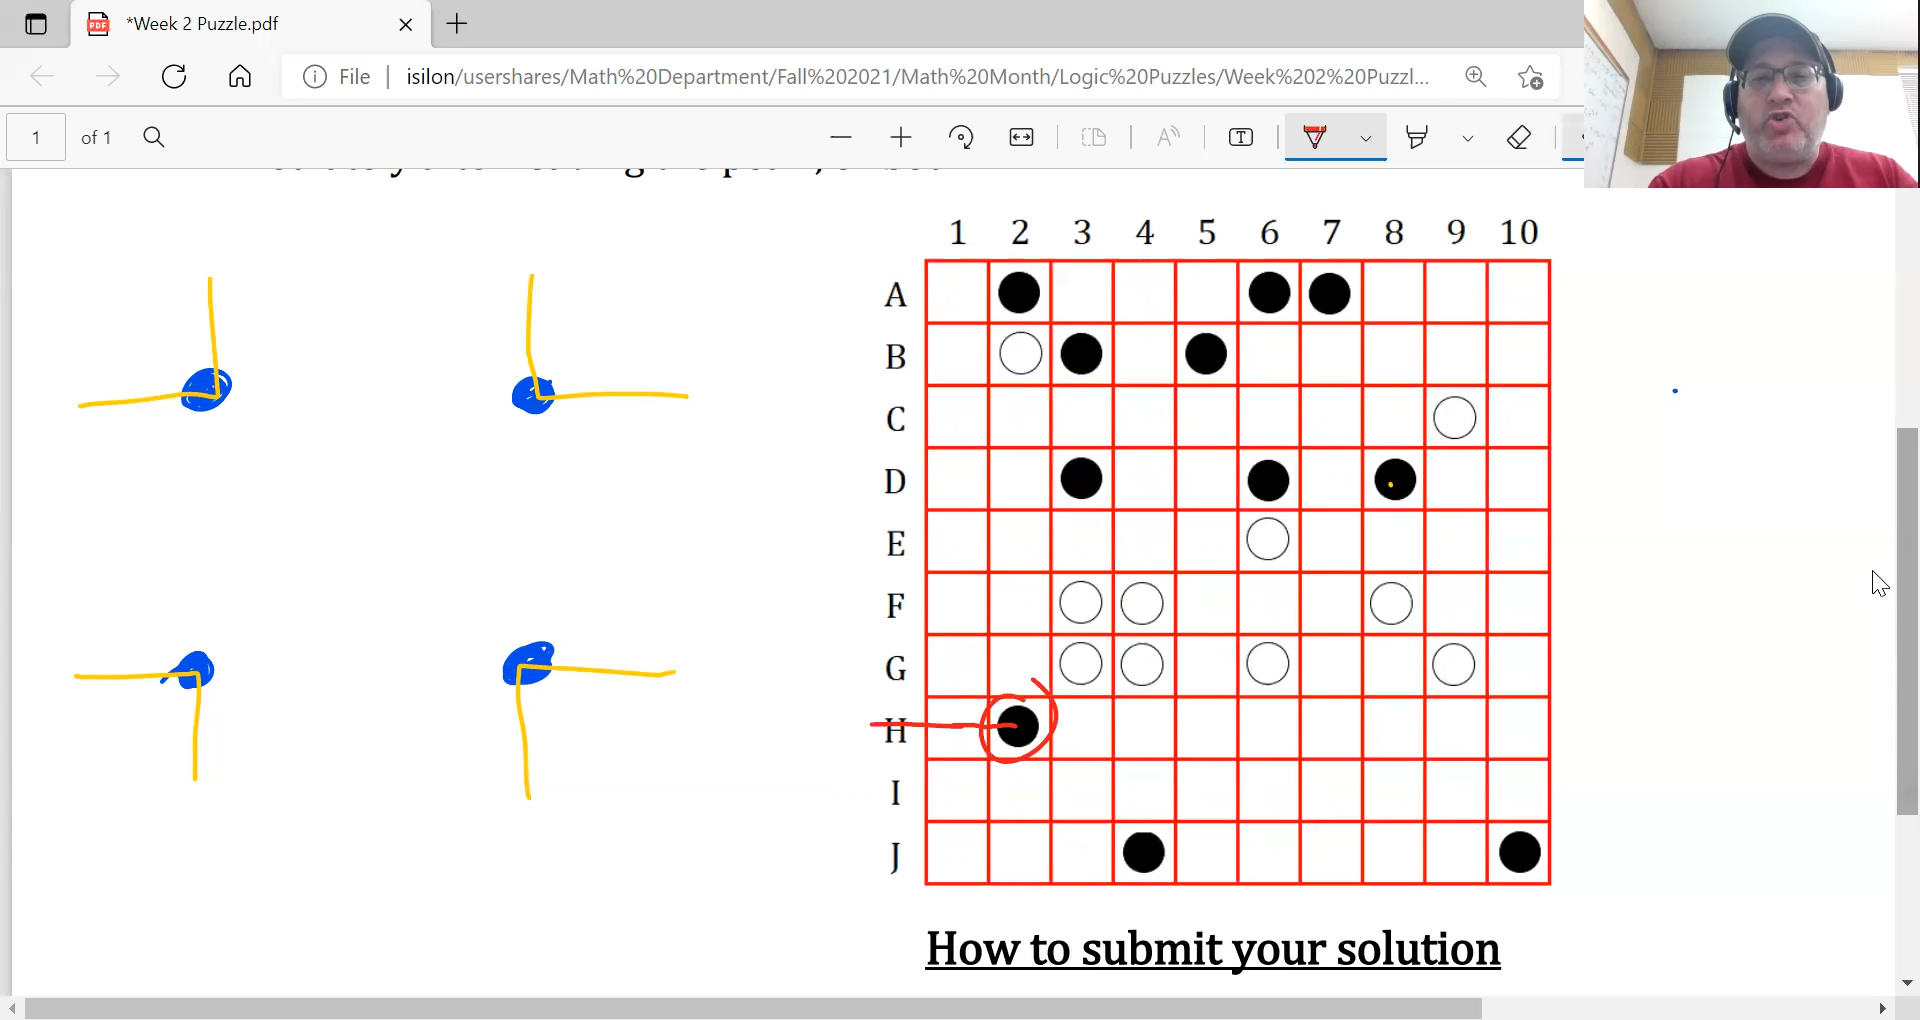 *Week 2 Puzzle.pdf
PDF
File | isilon/usershares/Math%20Department/Fall%202021/Math%20Month/Logic%20Puzzles/Week%202%20Puzzl...
1 of 1
1 2 3 4 5 6 7 8 9 10
A
B
C
D
E
F
G
H
I
J
How to submit your solution